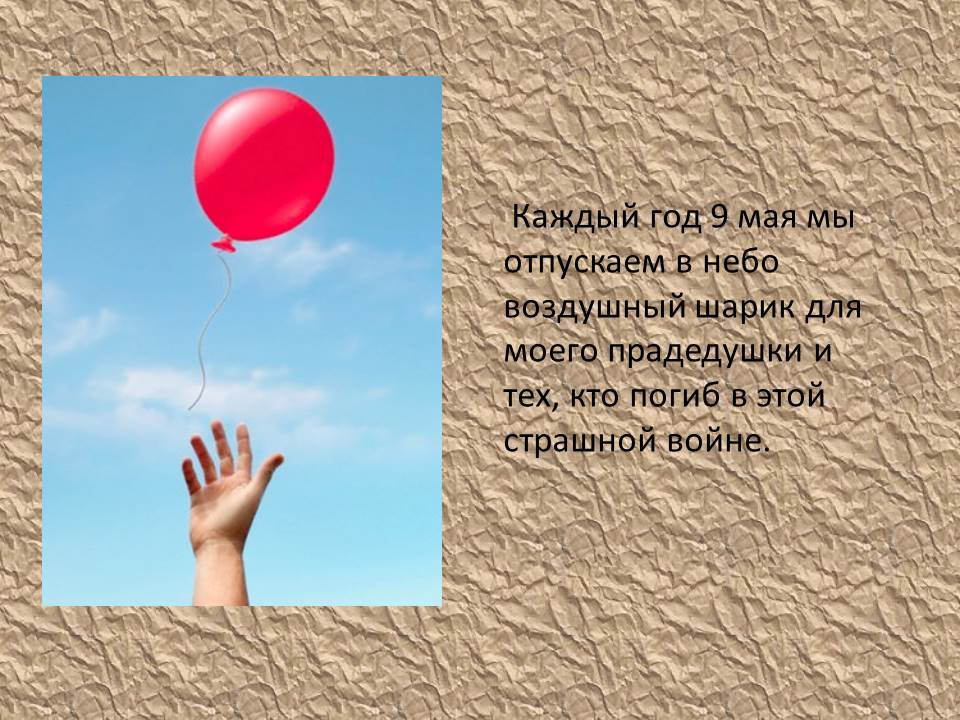 Каждый год 9 мая мы
отпускаем в небо
воздушный шарик для
моего прадедушки и
тех, кто погиб в этой
страшной войне.